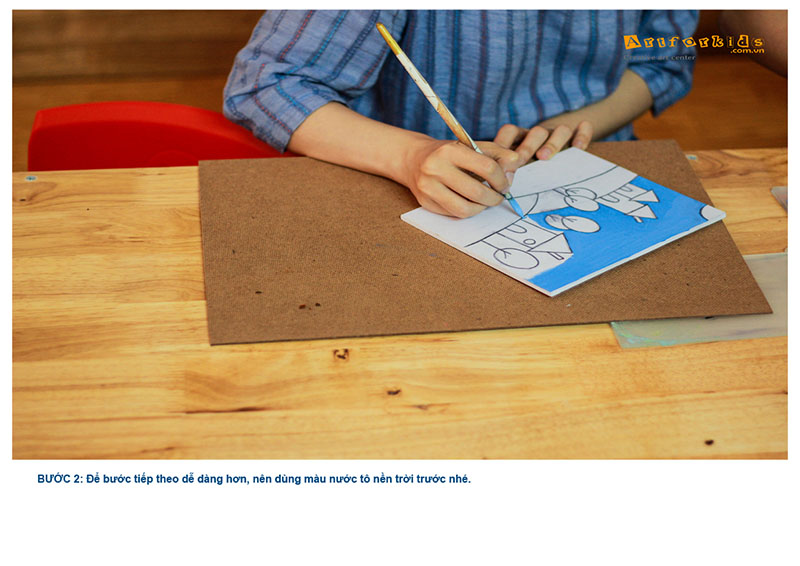 Artforkids
.com.vn
BƯỚC 2: Để bước tiếp theo dễ dàng hơn, nên dùng màu nước tô nền trời trước nhé.